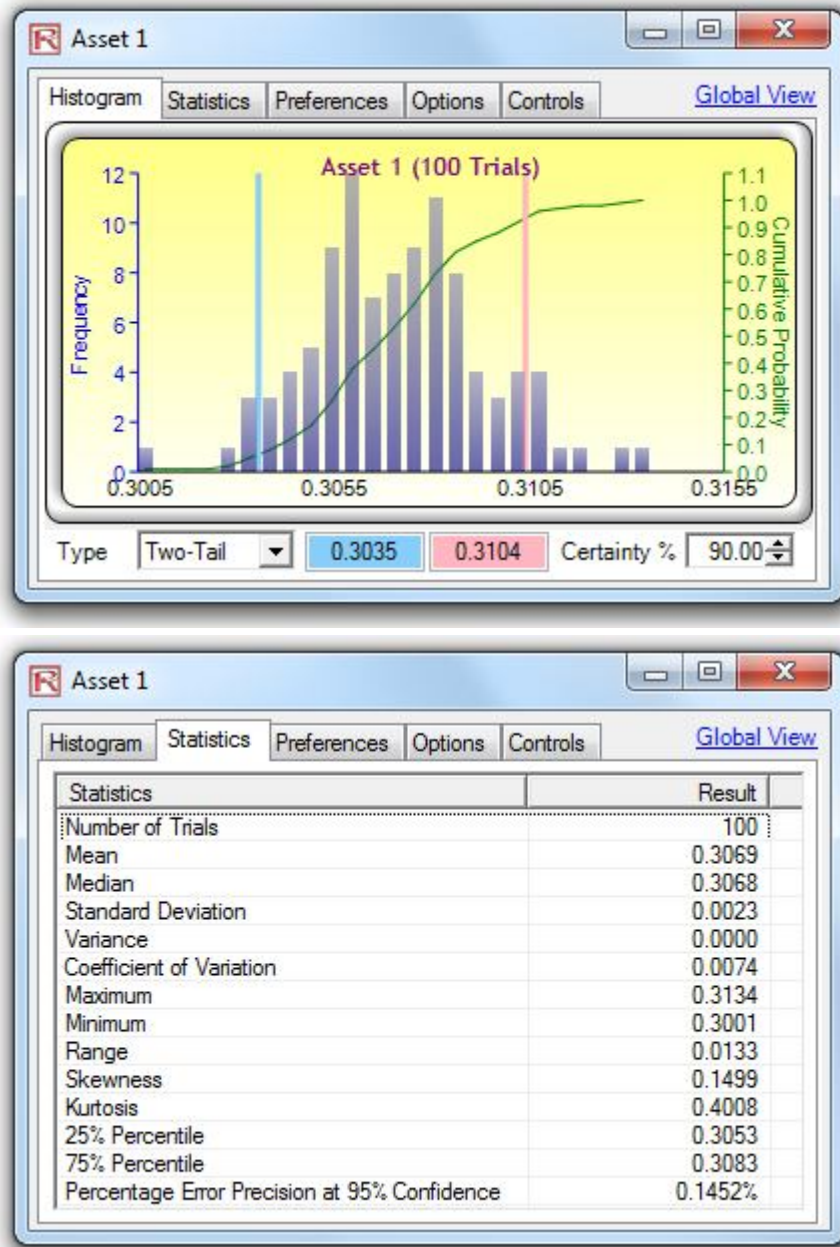 Asset 1
Histogram Statistics Preferences Options Controls Global View
Asset 1 (100 Trials)
Frequency
12
10
8
6
4
2
0
1.1
1.0
0.9
0.8
0.7
0.6
0.5
0.4
0.3
0.2
0.1
0.0
Cumulative Probability
0.3005 0.3055 0.3105 0.3155
Type Two-Tail 0.3035 0.3104 Certainty % 90.00
Asset 1
Histogram Statistics Preferences Options Controls Global View
Statistics Result
Number of Trials 100
Mean 0.3069
Median 0.3068
Standard Deviation 0.0023
Variance 0.0000
Coefficient of Variation 0.0074
Maximum 0.3134
Minimum 0.3001
Range 0.0133
Skewness 0.1499
Kurtosis 0.4008
25% Percentile 0.3053
75% Percentile 0.3083
Percentage Error Precision at 95% Confidence 0.1452%